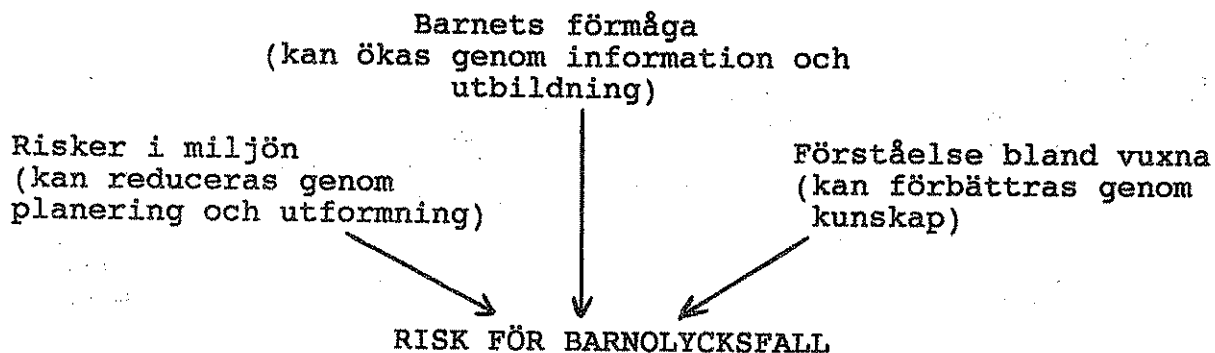 Barnets förmåga
(kan ökas genom information och
utbildning)
Risker i miljön
(kan reduceras genom
planering och utformning)
Förståelse bland vuxna
(kan förbättras genom
kunskap)
RISK FÖR BARNOLYCKSFALL